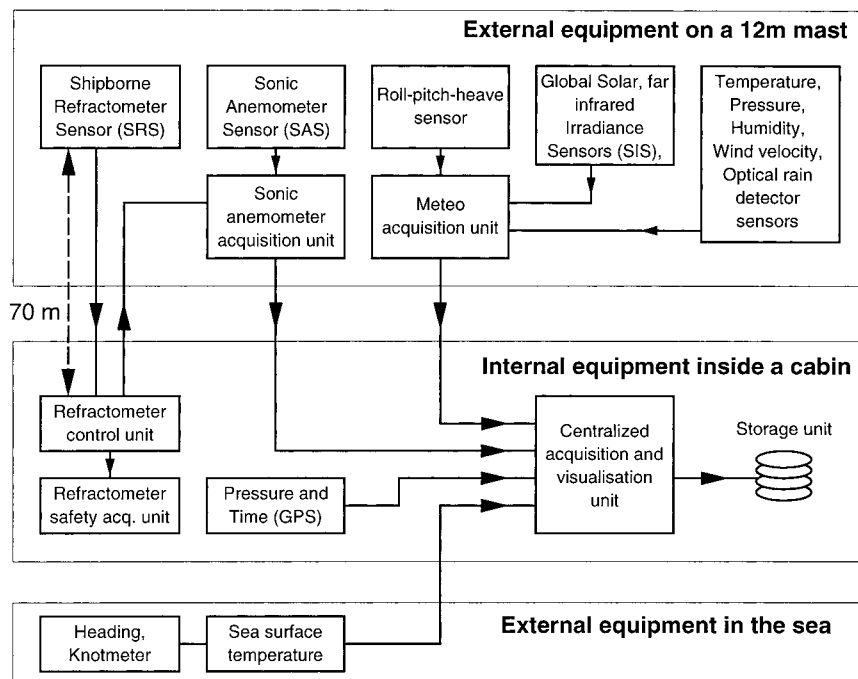 External equipment on a 12m mast
Shipborne
Refractometer
Sensor (SRS)
Sonic
Anemometer
Sensor (SAS)
Roll-pitch-heave
sensor
Global Solar, far
infrared
Irradiance
Sensors (SIS),
Temperature,
Pressure,
Humidity,
Wind velocity,
Optical rain
detector
sensors
Sonic
anemometer
acquisition unit
Meteo
acquisition unit
70 m
Internal equipment inside a cabin
Refractometer
control unit
Refractometer
safety acq. unit
Pressure and
Time (GPS)
Centralized
acquisition and
visualisation
unit
Storage unit
External equipment in the sea
Heading,
Knotmeter
Sea surface
temperature